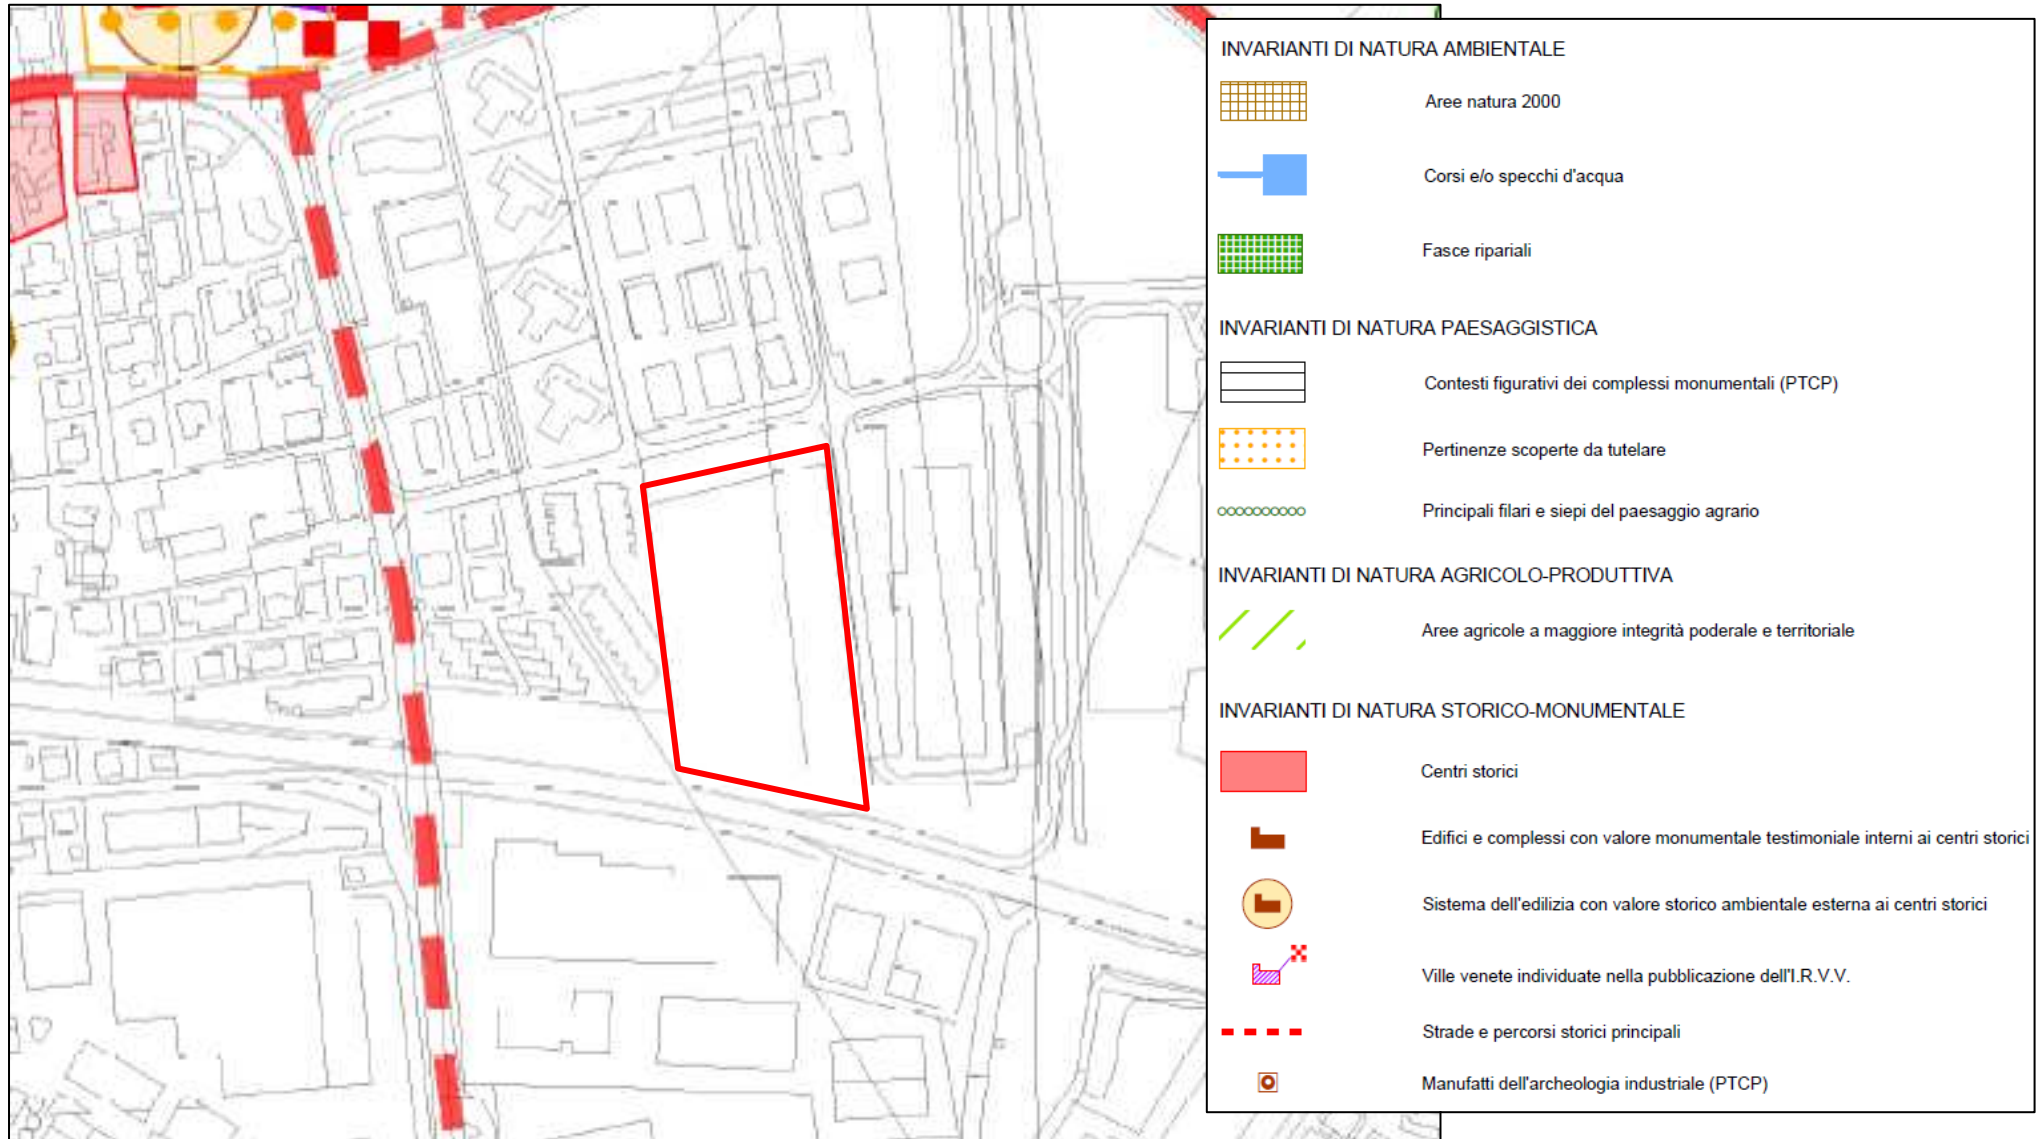 INVARIANTI DI NATURA AMBIENTALE
Aree natura 2000
Corsi e/o specchi d'acqua
Fasce ripariali
INVARIANTI DI NATURA PAESAGGISTICA
Contesti figurativi dei complessi monumentali (PTCP)
Pertinenze scoperte da tutelare
Principali filari e siepi del paesaggio agrario
INVARIANTI DI NATURA AGRICOLO-PRODUTTIVA
Aree agricole a maggiore integrità poderale e territoriale
INVARIANTI DI NATURA STORICO-MONUMENTALE
Centri storici
Edifici e complessi con valore monumentale testimoniale interni ai centri storici
Sistema dell'edilizia con valore storico ambientale esterna ai centri storici
Ville venete individuate nella pubblicazione dell'I.R.V.V.
Strade e percorsi storici principali
Manufatti dell'archeologia industriale (PTCP)